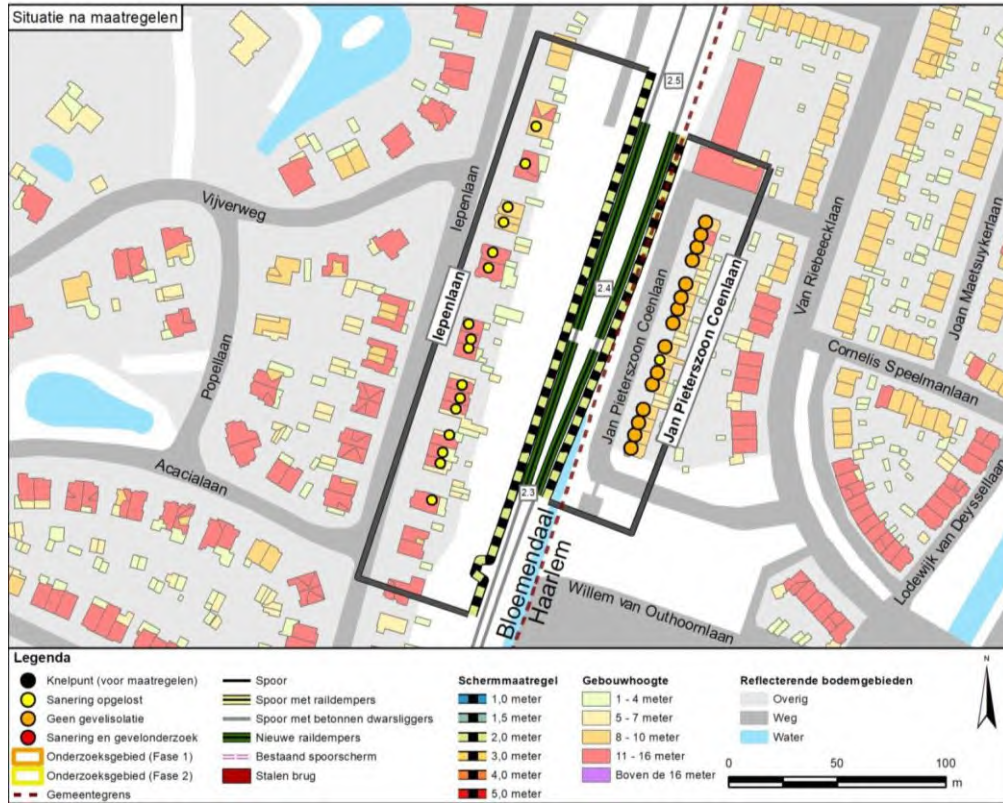 Situatie na maatregelen
2.5
Vijverweg
Iepenlaan
Iepenlaan
2.4
Jan Pieterszoon Coenlaan
Jan Pieterszoon Coenlaan
Van Riebeecklaan
Joan Maetsuykerlaan
Cornelis Speelmanlaan
Popellaan
Acacialaan
2.3
Bloemendaal
Haarlem
Willem van Outhoornlaan
Lodewijk van Deyssellaan
Legenda
Knelpunt (voor maatregelen)
Sanering opgelost
Geen gevelisolatie
Sanering en gevelonderzoek
Onderzoeksgebied (Fase 1)
Onderzoeksgebied (Fase 2)
Gemeentegrens
Spoor
Spoor met raildempers
Spoor met betonnen dwarsliggers
Nieuwe raildempers
Bestaand spoorscherm
Stalen brug
Schermmaatregel
1,0 meter
1,5 meter
2,0 meter
3,0 meter
4,0 meter
5,0 meter
Gebouwhoogte
1 - 4 meter
5 - 7 meter
8 - 10 meter
11 - 16 meter
Boven de 16 meter
Reflecterende bodemgebieden
Overig
Weg
Water
N
0 50 100
m